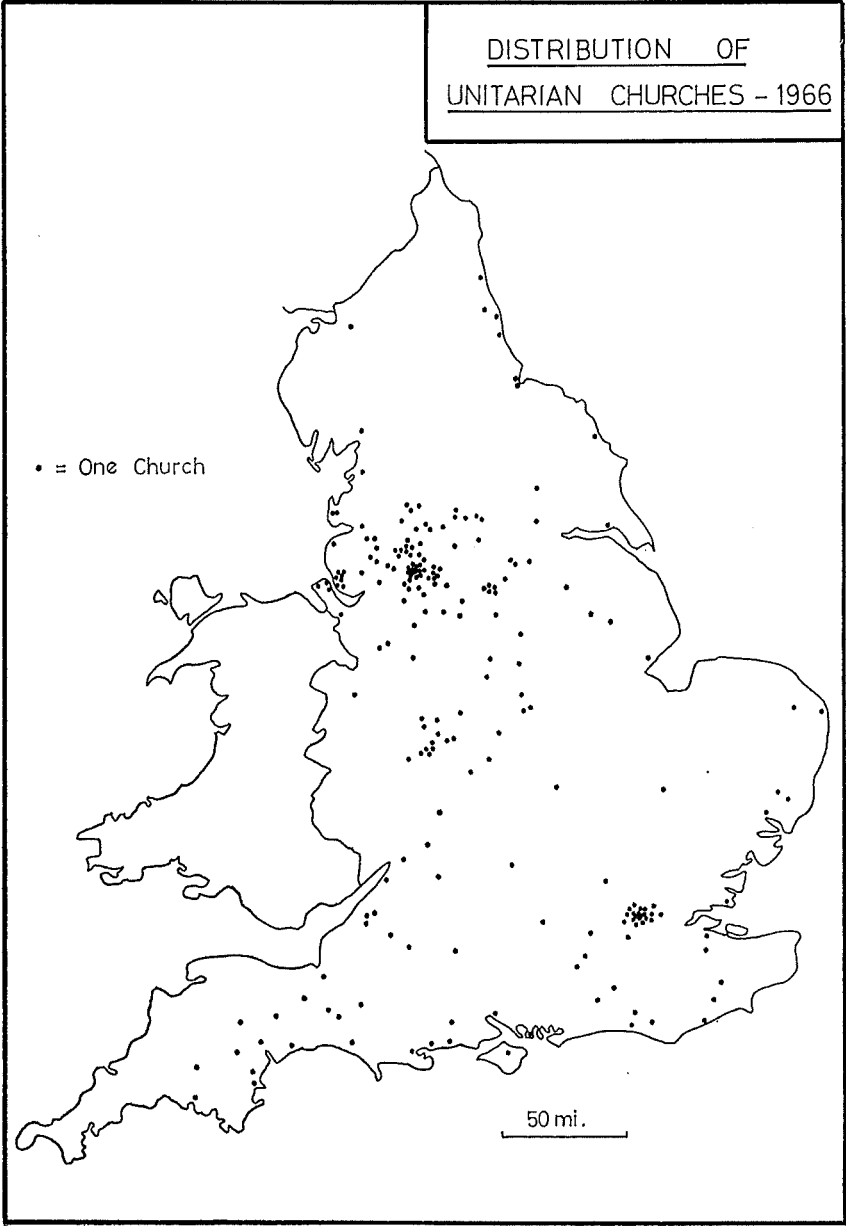 DISTRIBUTION OF
UNITARIAN CHURCHES - 1966
• = One Church
50 mi.